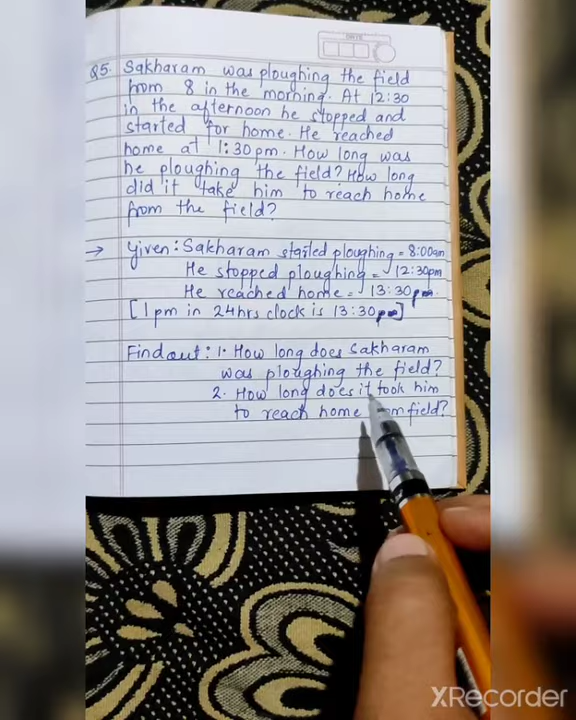 Q5. Sakharam was ploughing the field
from 8 in the morning. At 12:30
in the afternoon he stopped and
started for home. He reached
home at 1:30 pm. How long was
he ploughing the field? How long
did it take him to reach home
from the field?
→ Given: Sakharam started ploughing = 8:00am
He stopped ploughing = 12:30pm
He reached home = 13:30pm.
[1pm in 24hrs clock is 13:30pm]
Find out: 1. How long does Sakharam
was ploughing the field?
2. How long does it took him
to reach home field?
XRecorder